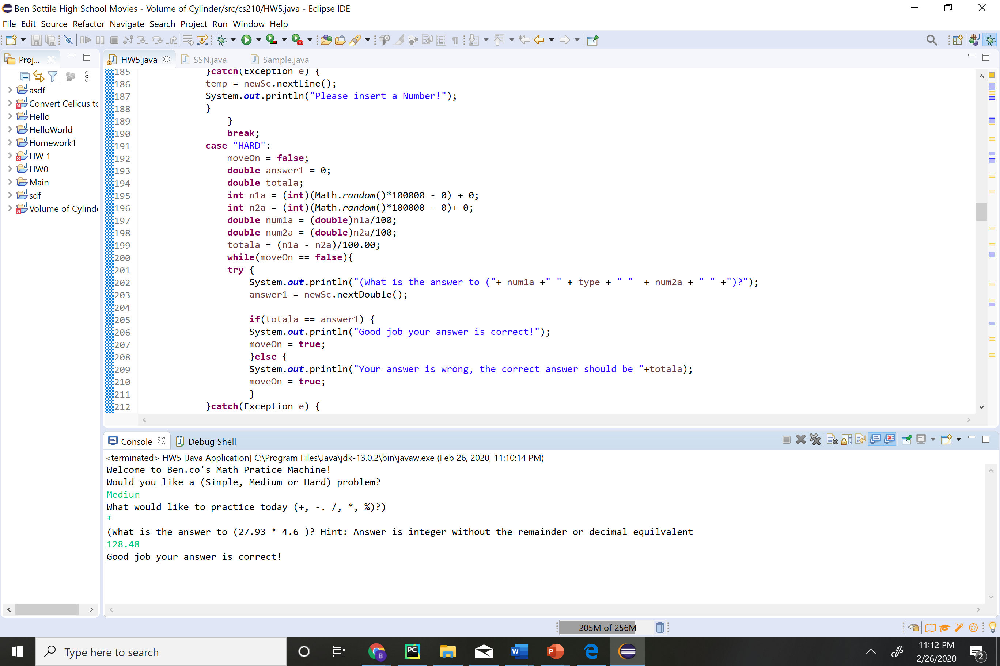 Ben Sottile High School Movies - Volume of Cylinder/src/cs210/HW5.java - Eclipse IDE
File Edit Source Refactor Navigate Search Project Run Window Help
Proj...
HW5.java
SSN.java
Sample.java
asdf
Convert Celicus to
Hello
HelloWorld
Homework1
HW 1
HW0
Main
sdf
Volume of Cylinde
185 }catch(Exception e) {
186 temp = newSc.nextLine();
187 System.out.println("Please insert a Number!");
188 }
189 }
190 break;
191 case "HARD":
192 moveOn = false;
193 double answer1 = 0;
194 double totala;
195 int n1a = (int)(Math.random()*100000 - 0) + 0;
196 int n2a = (int)(Math.random()*100000 - 0)+ 0;
197 double num1a = (double)n1a/100;
198 double num2a = (double)n2a/100;
199 totala = (n1a - n2a)/100.00;
200 while(moveOn == false){
201 try {
202 System.out.println("(What is the answer to ("+ num1a +" " + type + " "  + num2a + " " +")?");
203 answer1 = newSc.nextDouble();
204
205 if(totala == answer1) {
206 System.out.println("Good job your answer is correct!");
207 moveOn = true;
208 }else {
209 System.out.println("Your answer is wrong, the correct answer should be "+totala);
210 moveOn = true;
211 }
212 }catch(Exception e) {
Console
Debug Shell
<terminated> HW5 [Java Application] C:\Program Files\Java\jdk-13.0.2\bin\javaw.exe (Feb 26, 2020, 11:10:14 PM)
Welcome to Ben.co's Math Pratice Machine!
Would you like a (Simple, Medium or Hard) problem?
Medium
What would like to practice today (+, -. /, *, %)?)
*
(What is the answer to (27.93 * 4.6 )? Hint: Answer is integer without the remainder or decimal equilvalent
128.48
Good job your answer is correct!
205M of 256M
Type here to search
11:12 PM
2/26/2020
2